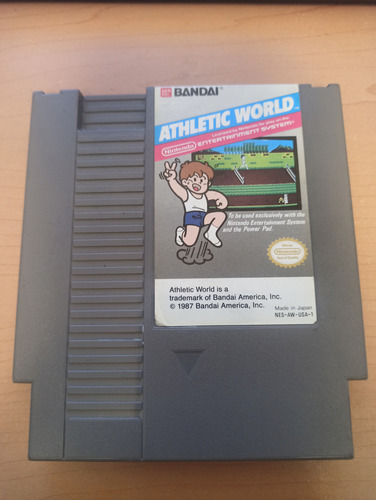 BANDAI
ATHLETIC WORLD™
Licensed by Nintendo for play on the
Nintendo ENTERTAINMENT SYSTEM®
To be used exclusively with the
Nintendo Entertainment System
and the Power Pad.
Nintendo
Athletic World is a
trademark of Bandai America, Inc.
© 1987 Bandai America, Inc.
Made in Japan
NES-AW-USA-1